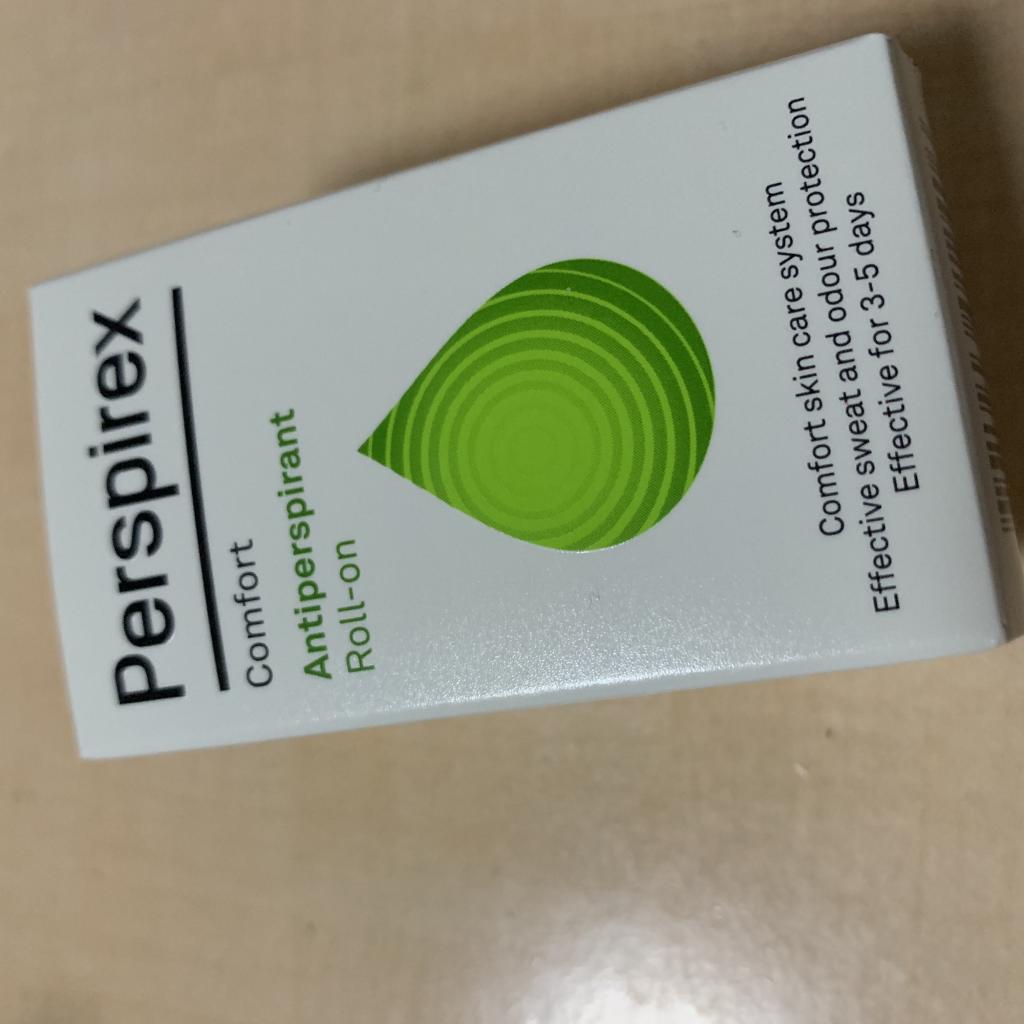 Perspirex
Comfort
Antiperspirant
Roll-on
Comfort skin care system
Effective sweat and odour protection
Effective for 3-5 days